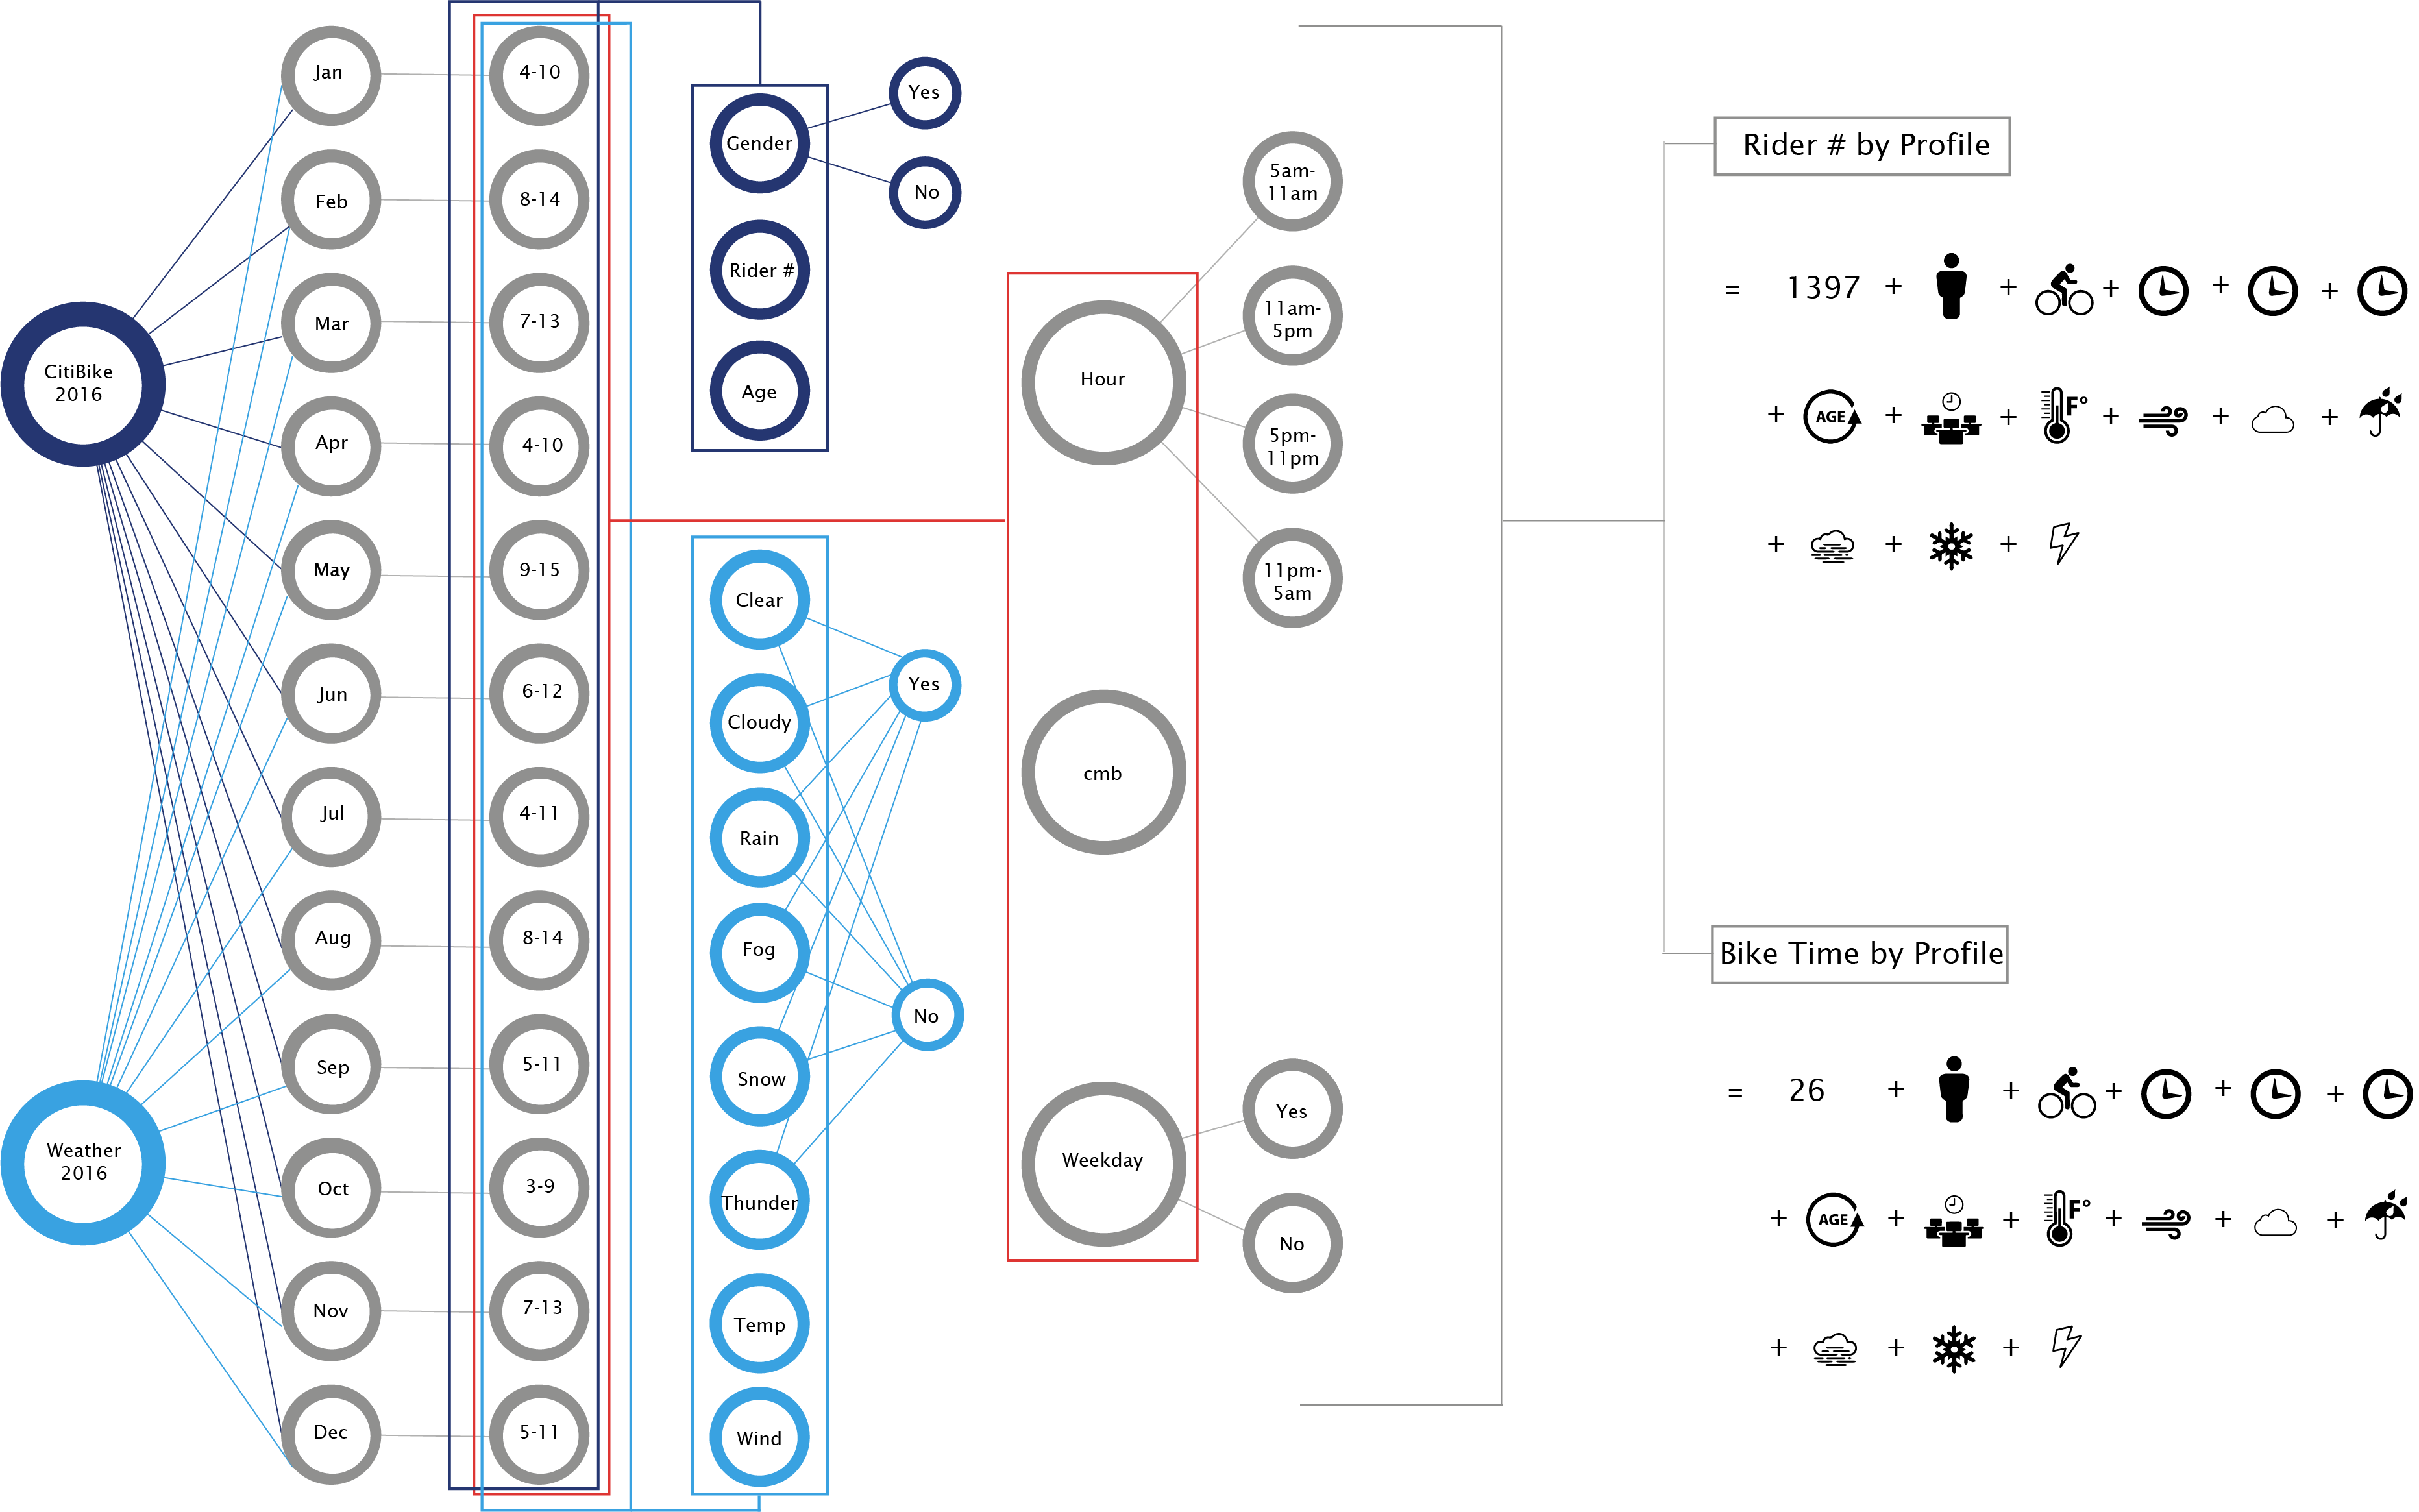 CitiBike
2016
Weather
2016
Jan
Feb
Mar
Apr
May
Jun
Jul
Aug
Sep
Oct
Nov
Dec
4-10
8-14
7-13
4-10
9-15
6-12
4-11
8-14
5-11
3-9
7-13
5-11
Gender
Rider #
Age
Yes
No
Clear
Cloudy
Rain
Fog
Snow
Thunder
Temp
Wind
Yes
No
Hour
cmb
Weekday
5am-
11am
11am-
5pm
5pm-
11pm
11pm-
5am
Yes
No
Rider # by Profile
= 1397 + + + + +
+ AGE + + F° + + +
+ + +
Bike Time by Profile
= 26 + + + + +
+ AGE + + F° + + +
+ + +